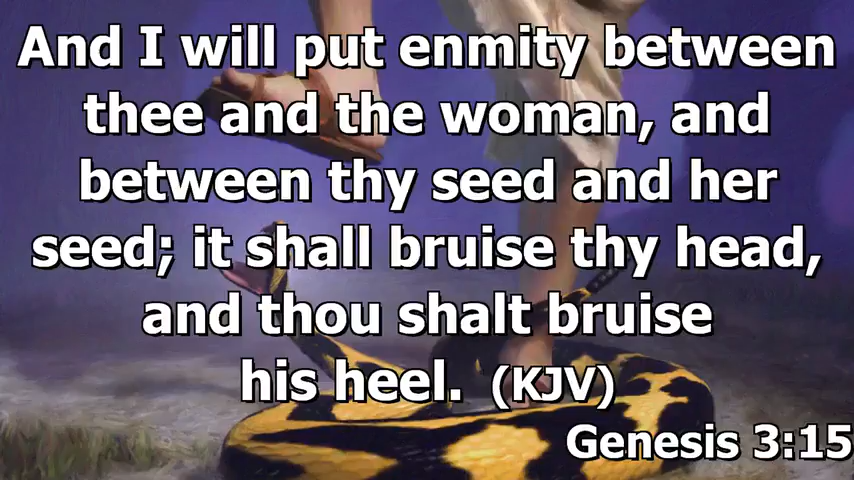 And I will put enmity between
thee and the woman, and
between thy seed and her
seed; it shall bruise thy head,
and thou shalt bruise
his heel. (KJV)
Genesis 3:15